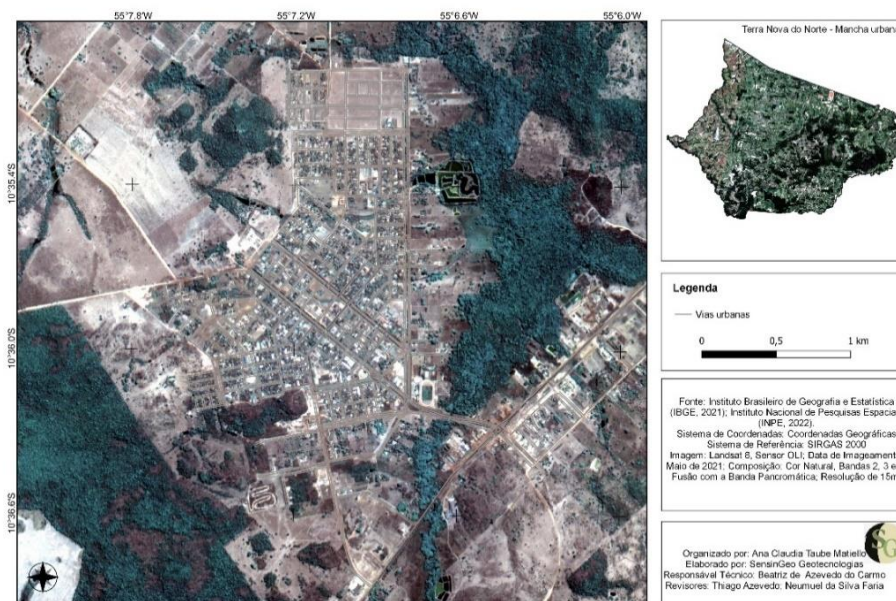 55°7.8'W 55°7.2'W 55°6.6'W 55°6.0'W
10°35.4'S
10°36.0'S
10°36.6'S
Terra Nova do Norte - Mancha urban
Legenda
Vias urbanas
0 0,5 1 km
Fonte: Instituto Brasileiro de Geografia e Estatística
(IBGE, 2021); Instituto Nacional de Pesquisas Espacia
(INPE, 2022).
Sistema de Coordenadas: Coordenadas Geográficas
Sistema de Referência: SIRGAS 2000
Imagem: Landsat 8, Sensor OLI; Data de Imageament
Maio de 2021; Composição: Cor Natural, Bandas 2, 3 e
Fusão com a Banda Pancromática; Resolução de 15m
SG
Organizado por: Ana Claudia Taube Matiello
Elaborado por: SensinGeo Geotecnologias
Responsável Técnico: Beatriz de Azevedo do Carmo
Revisores: Thiago Azevedo; Neumuel da Silva Faria